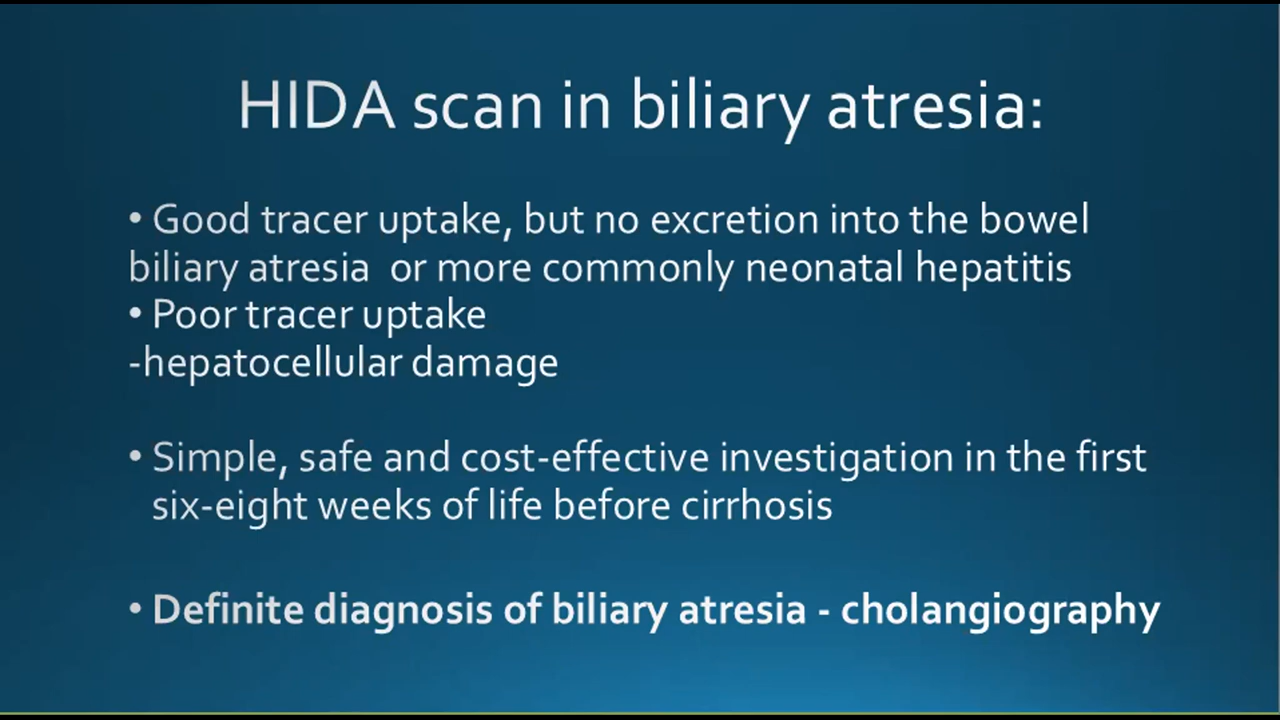 HIDA scan in biliary atresia:
• Good tracer uptake, but no excretion into the bowel
biliary atresia or more commonly neonatal hepatitis
• Poor tracer uptake
-hepatocellular damage
• Simple, safe and cost-effective investigation in the first
six-eight weeks of life before cirrhosis
• Definite diagnosis of biliary atresia - cholangiography